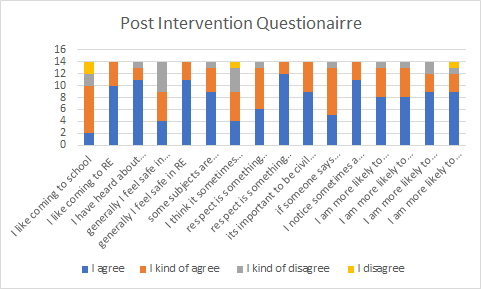 Post Intervention Questionairre
16
14
12
10
8
6
4
2
0
I like coming to school
I like coming to RE
I have heard about…
generally I feel safe in…
generally I feel safe in RE
some subjects are…
I think it sometimes…
respect is something…
respect is something…
its important to be civil…
if someone says…
I notice sometimes a…
I am more likely to…
I am more likely to…
I am more likely to…
I am more likely to…
I agree
I kind of agree
I kind of disagree
I disagree